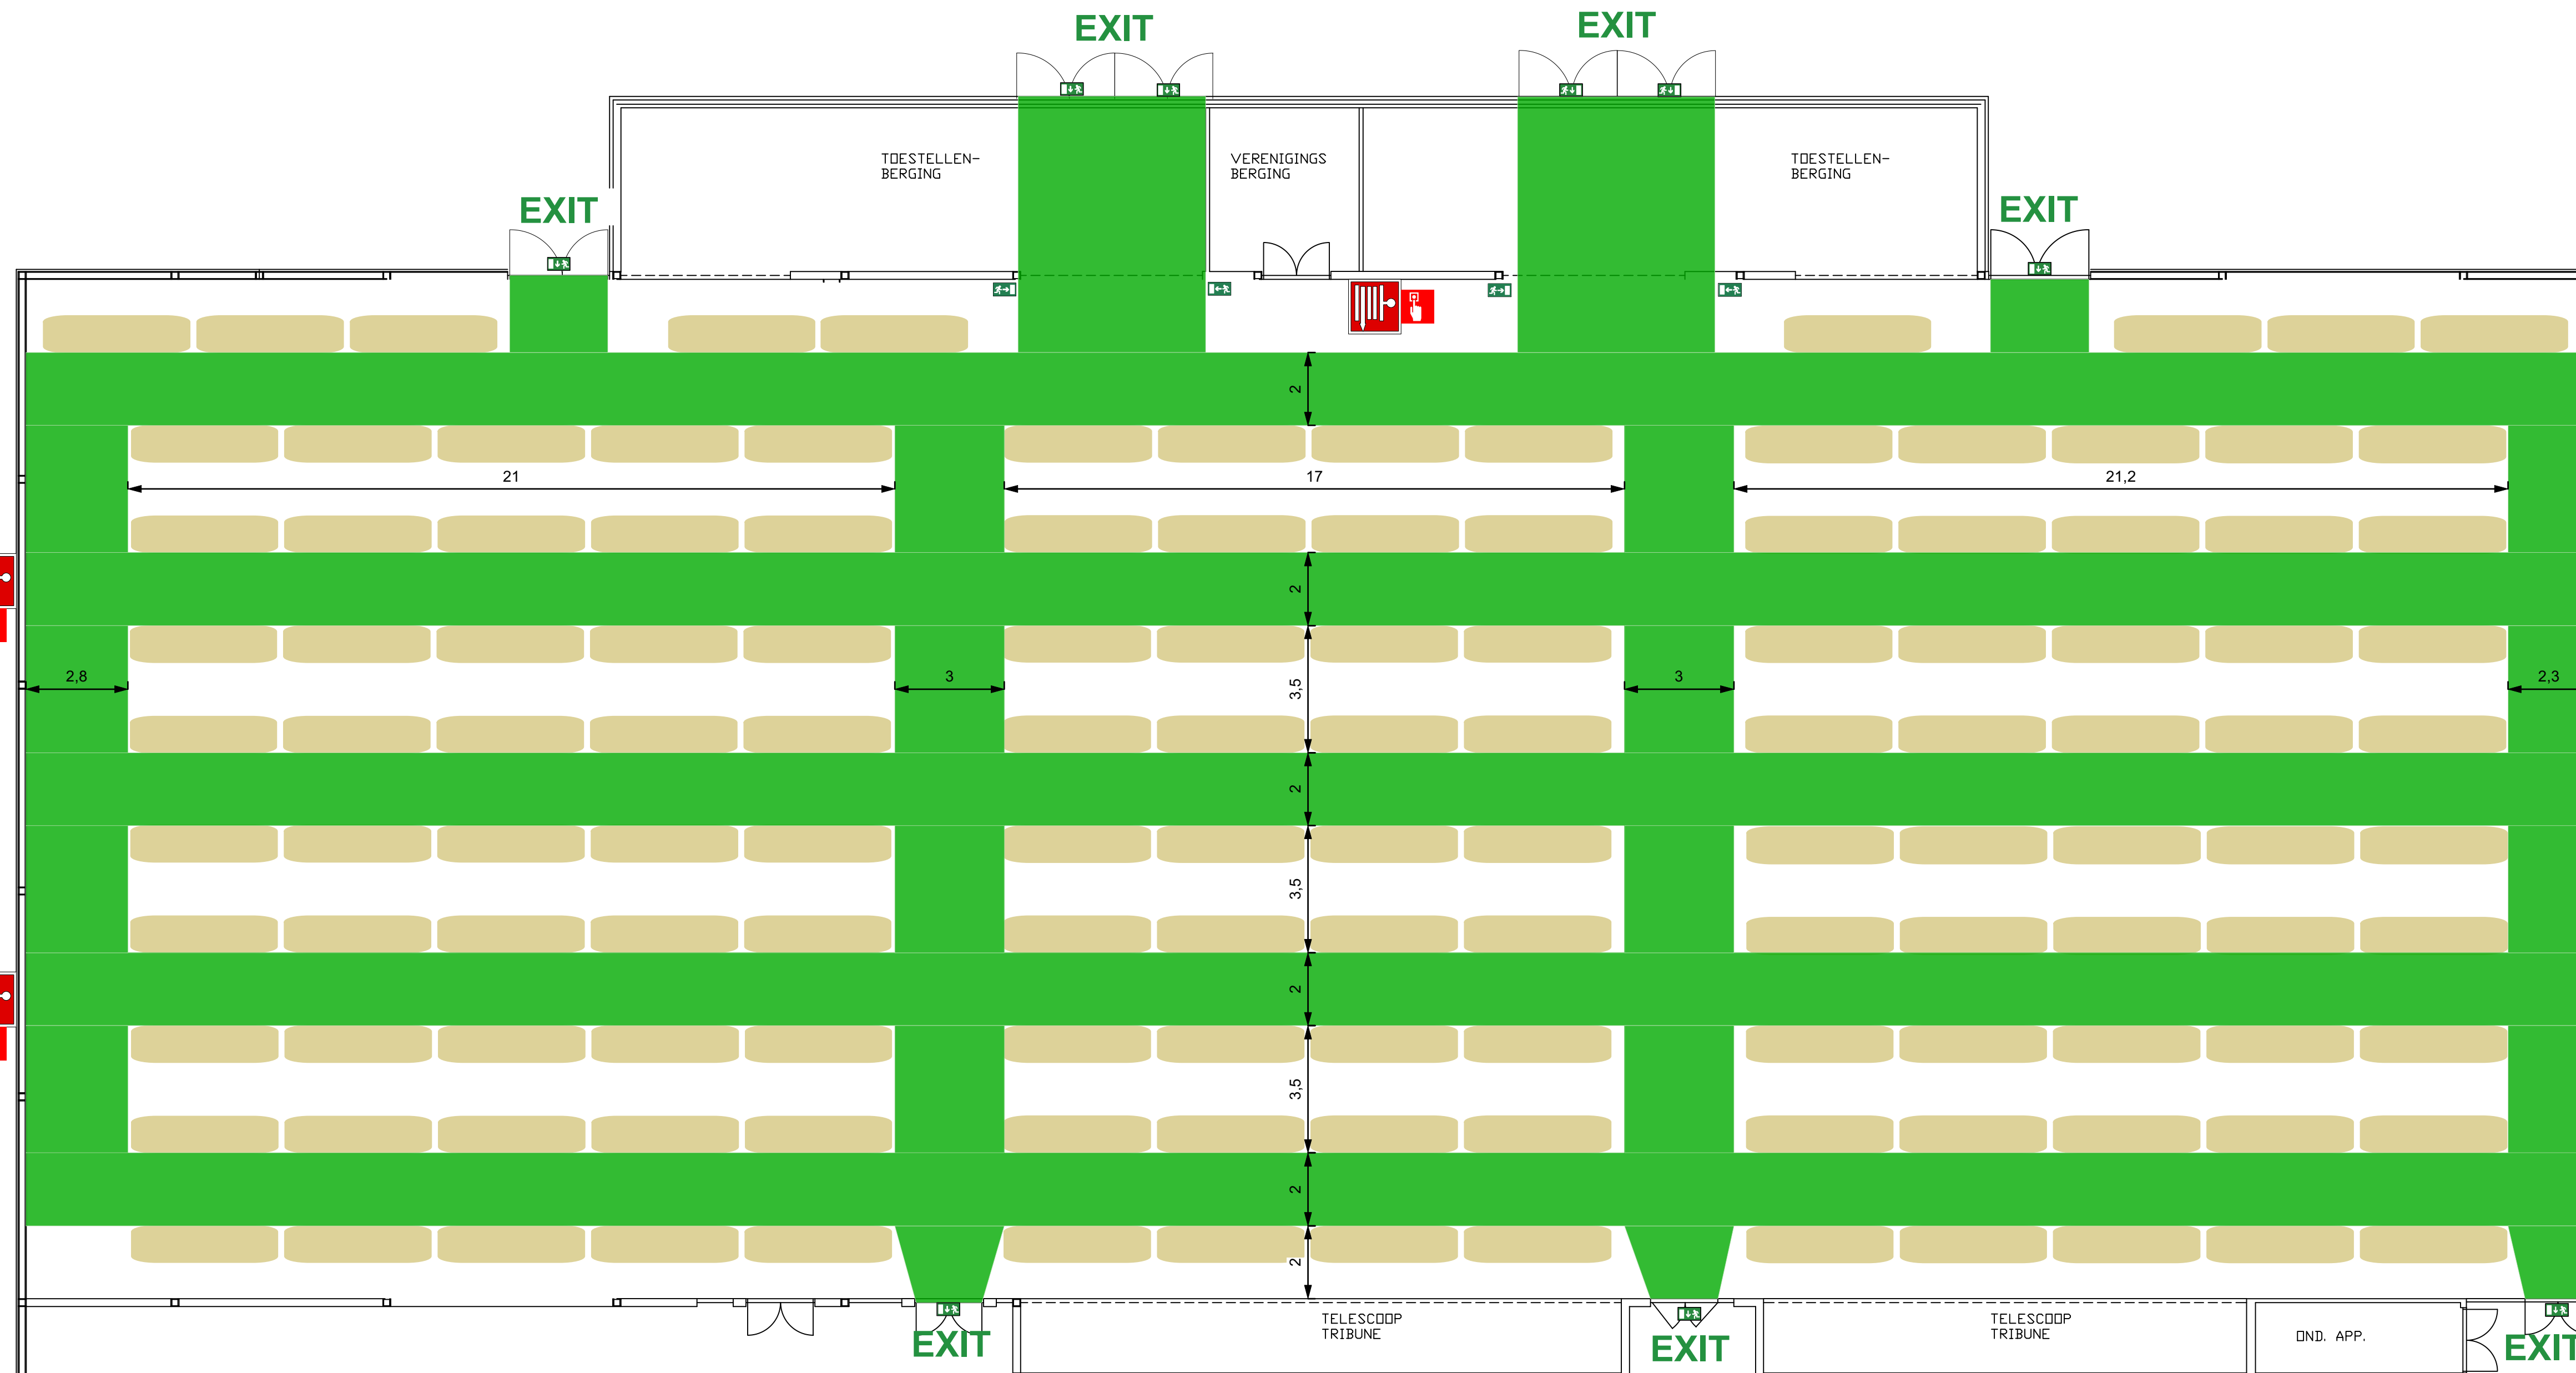 EXIT
EXIT
TOESTELLEN-
BERGING
VERENIGINGS
BERGING
TOESTELLEN-
BERGING
EXIT
EXIT
2
21
17
21,2
2
2,8
3
3,5
3
2,3
2
3,5
2
3,5
2
2
TELESCOOP
TRIBUNE
TELESCOOP
TRIBUNE
OND. APP.
EXIT
EXIT
EXIT